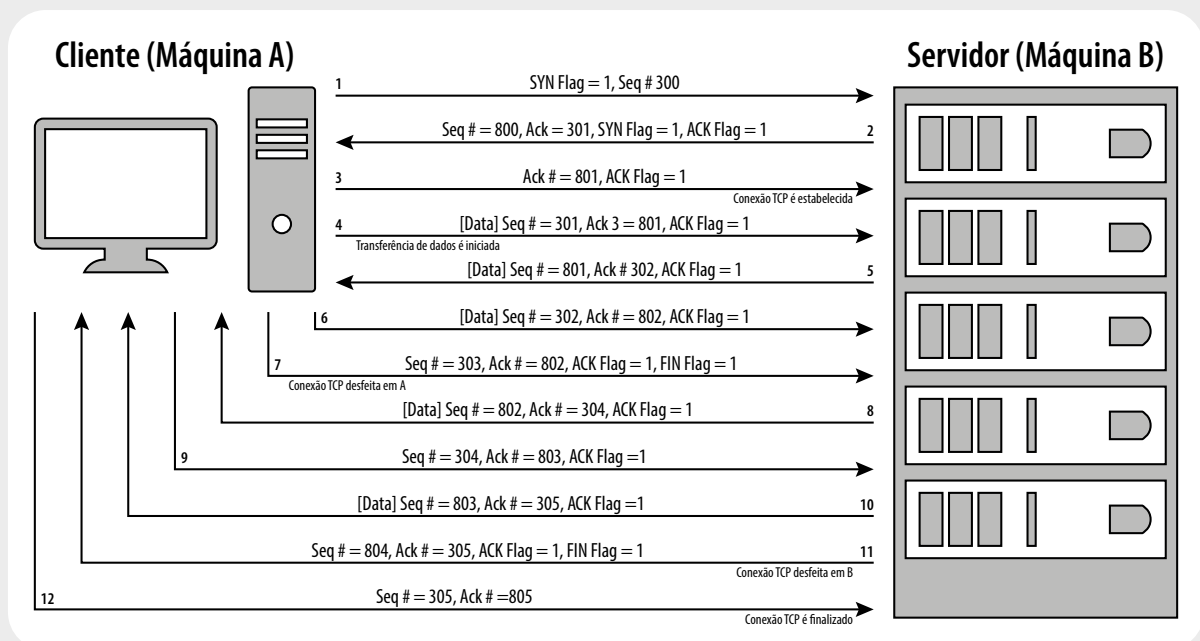 Cliente (Máquina A)
Servidor (Máquina B)
1
SYN Flag = 1, Seq # 300
Seq # = 800, Ack = 301, SYN Flag = 1, ACK Flag = 1
2
3
Ack # = 801, ACK Flag = 1
Conexão TCP é estabelecida
4
[Data] Seq # = 301, Ack 3 = 801, ACK Flag = 1
Transferência de dados é iniciada
[Data] Seq # = 801, Ack # 302, ACK Flag = 1
5
6
[Data] Seq # = 302, Ack # = 802, ACK Flag = 1
7
Seq # = 303, Ack # = 802, ACK Flag = 1, FIN Flag = 1
Conexão TCP desfeita em A
[Data] Seq # = 802, Ack # = 304, ACK Flag = 1
8
9
Seq # = 304, Ack # = 803, ACK Flag =1
[Data] Seq # = 803, Ack # = 305, ACK Flag =1
10
Seq # = 804, Ack # = 305, ACK Flag = 1, FIN Flag = 1
11
Conexão TCP desfeita em B
12
Seq # = 305, Ack # =805
Conexão TCP é finalizado